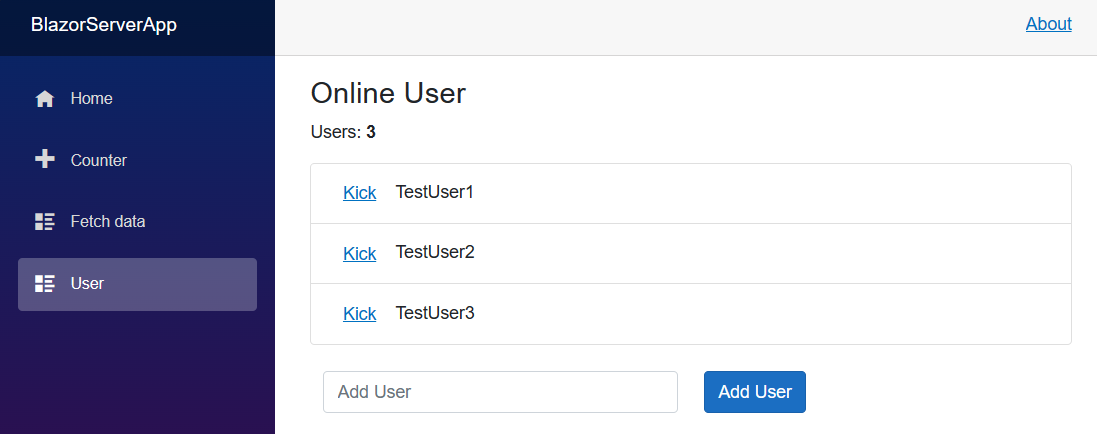 BlazorServerApp
About
Home
Counter
Fetch data
User
Online User
Users: 3
Kick TestUser1
Kick TestUser2
Kick TestUser3
Add User Add User